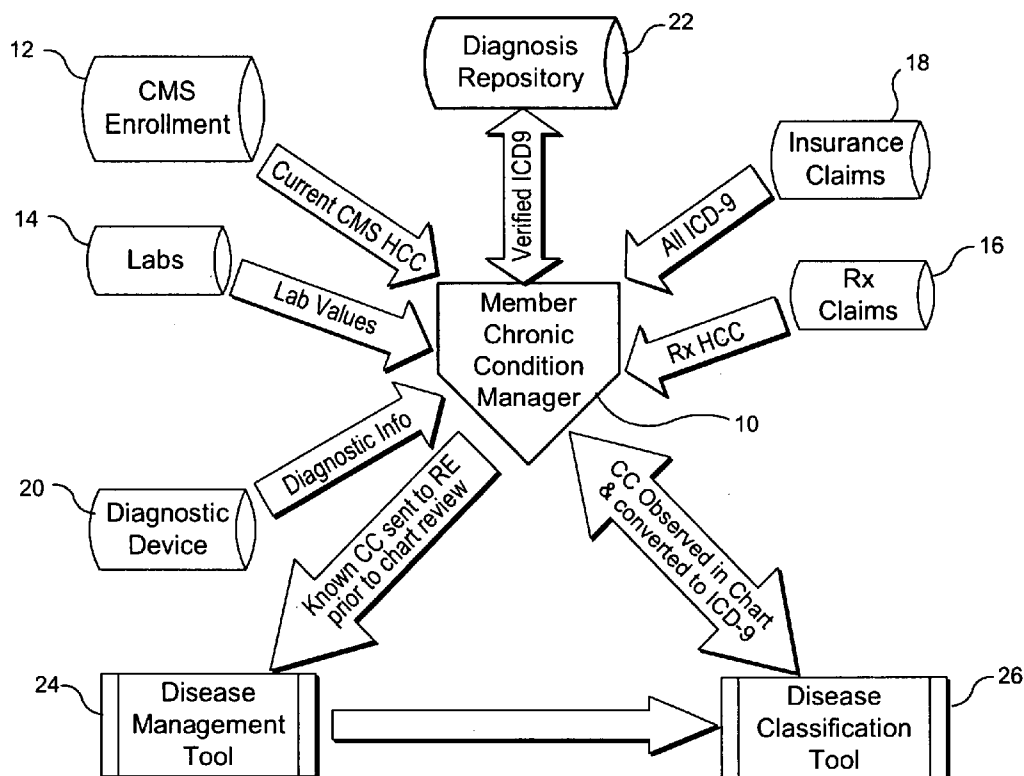 12
CMS
Enrollment
22
Diagnosis
Repository
18
Insurance
Claims
14
Labs
16
Rx
Claims
Current CMS HCC
Verified ICD9
All ICD-9
Lab Values
Rx HCC
Member
Chronic
Condition
Manager
10
20
Diagnostic
Device
Diagnostic Info
Known CC sent to RE
prior to chart review
CC Observed in Chart
& converted to ICD-9
24
Disease
Management
Tool
26
Disease
Classification
Tool